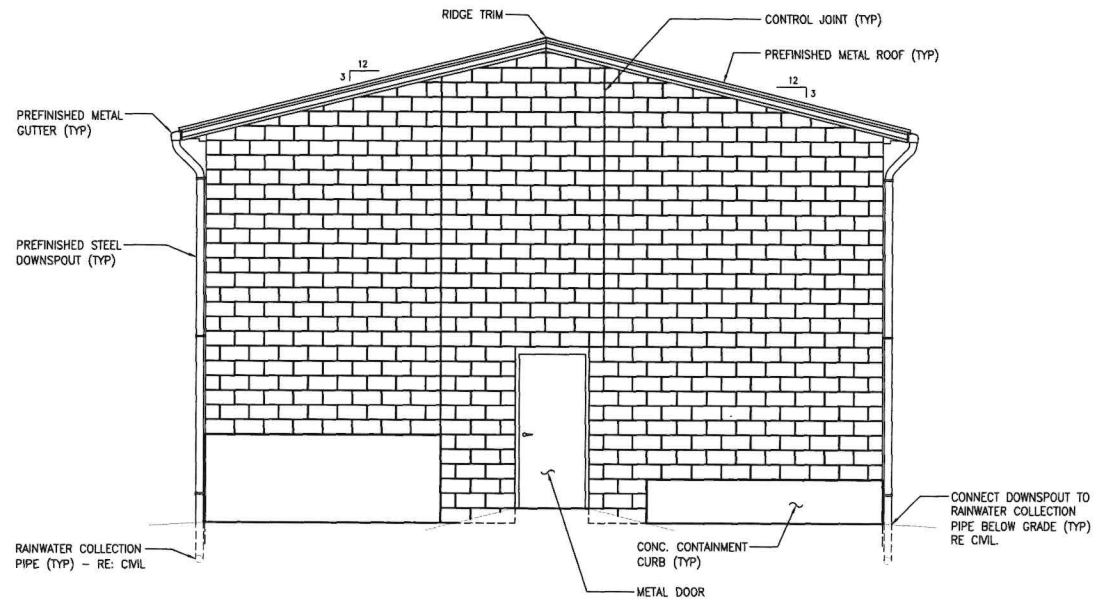 RIDGE TRIM
CONTROL JOINT (TYP)
PREFINISHED METAL ROOF (TYP)
12
3
12
3
PREFINISHED METAL
GUTTER (TYP)
PREFINISHED STEEL
DOWNSPOUT (TYP)
CONNECT DOWNSPOUT TO
RAINWATER COLLECTION
PIPE BELOW GRADE (TYP)
RE CIVIL.
RAINWATER COLLECTION
PIPE (TYP) – RE: CIVIL
CONC. CONTAINMENT
CURB (TYP)
METAL DOOR